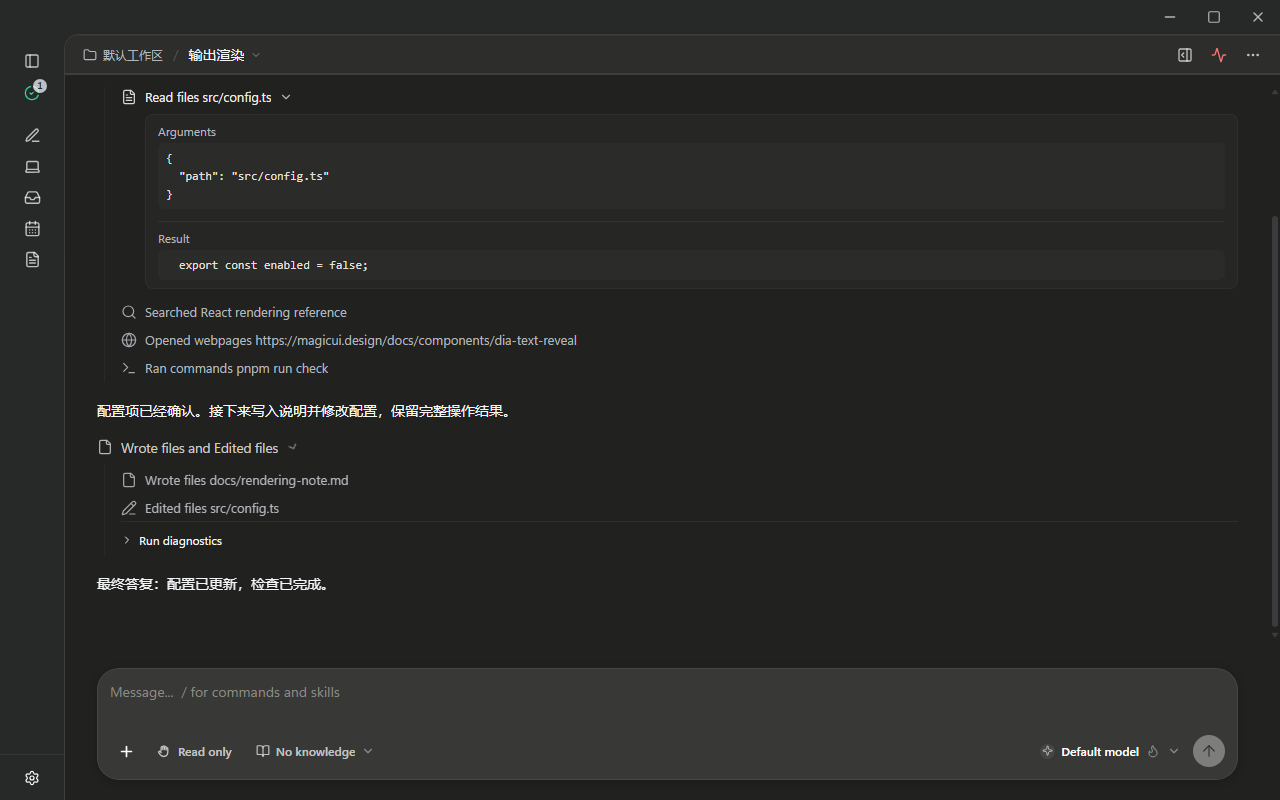 默认工作区 / 输出渲染
1
Read files src/config.ts
Arguments
{
"path": "src/config.ts"
}
Result
export const enabled = false;
Searched React rendering reference
Opened webpages https://magicui.design/docs/components/dia-text-reveal
Ran commands pnpm run check
配置项已经确认。接下来写入说明并修改配置，保留完整操作结果。
Wrote files and Edited files
Wrote files docs/rendering-note.md
Edited files src/config.ts
Run diagnostics
最终答复：配置已更新，检查已完成。
Message... / for commands and skills
Read only No knowledge Default model